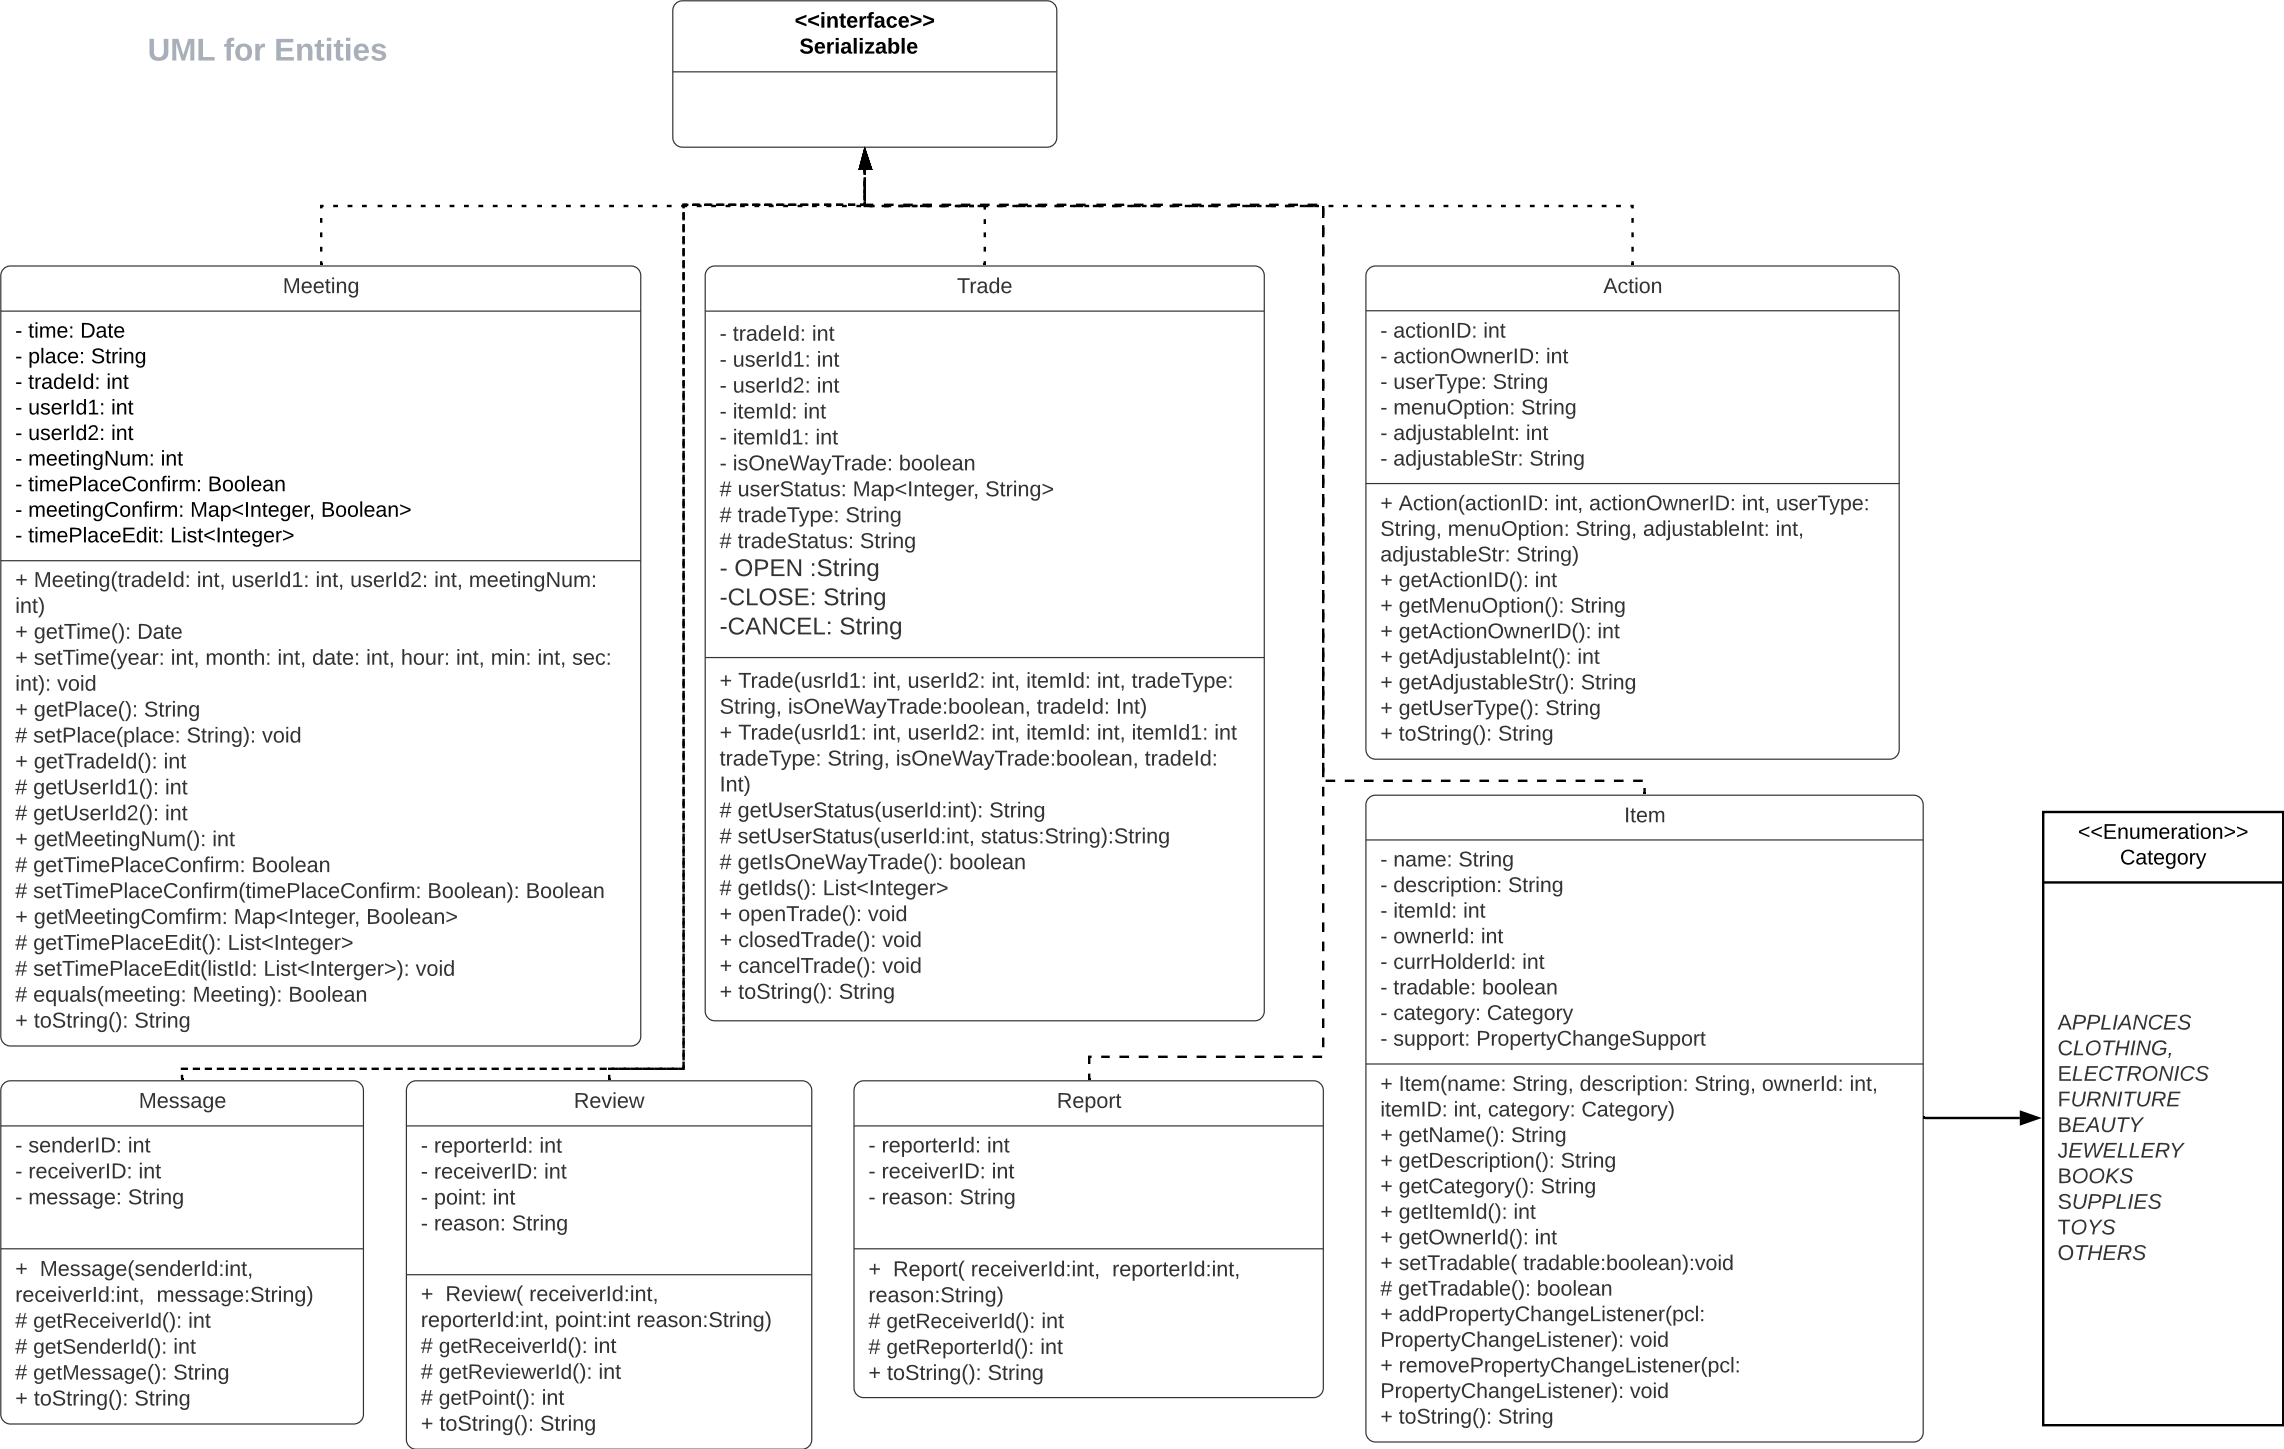 UML for Entities
<<interface>>
Serializable
Meeting
- time: Date
- place: String
- tradeId: int
- userId1: int
- userId2: int
- meetingNum: int
- timePlaceConfirm: Boolean
- meetingConfirm: Map<Integer, Boolean>
- timePlaceEdit: List<Integer>
+ Meeting(tradeId: int, userId1: int, userId2: int, meetingNum:
int)
+ getTime(): Date
+ setTime(year: int, month: int, date: int, hour: int, min: int, sec:
int): void
+ getPlace(): String
# setPlace(place: String): void
+ getTradeId(): int
# getUserId1(): int
# getUserId2(): int
+ getMeetingNum(): int
# getTimePlaceConfirm: Boolean
# setTimePlaceConfirm(timePlaceConfirm: Boolean): Boolean
+ getMeetingComfirm: Map<Integer, Boolean>
# getTimePlaceEdit(): List<Integer>
# setTimePlaceEdit(listId: List<Interger>): void
# equals(meeting: Meeting): Boolean
+ toString(): String
Trade
- tradeId: int
- userId1: int
- userId2: int
- itemId: int
- itemId1: int
- isOneWayTrade: boolean
# userStatus: Map<Integer, String>
# tradeType: String
# tradeStatus: String
- OPEN :String
-CLOSE: String
-CANCEL: String
+ Trade(usrId1: int, userId2: int, itemId: int, tradeType:
String, isOneWayTrade:boolean, tradeId: Int)
+ Trade(usrId1: int, userId2: int, itemId: int, itemId1: int
tradeType: String, isOneWayTrade:boolean, tradeId:
Int)
# getUserStatus(userId:int): String
# setUserStatus(userId:int, status:String):String
# getIsOneWayTrade(): boolean
# getIds(): List<Integer>
+ openTrade(): void
+ closedTrade(): void
+ cancelTrade(): void
+ toString(): String
Action
- actionID: int
- actionOwnerID: int
- userType: String
- menuOption: String
- adjustableInt: int
- adjustableStr: String
+ Action(actionID: int, actionOwnerID: int, userType:
String, menuOption: String, adjustableInt: int,
adjustableStr: String)
+ getActionID(): int
+ getMenuOption(): String
+ getActionOwnerID(): int
+ getAdjustableInt(): int
+ getAdjustableStr(): String
+ getUserType(): String
+ toString(): String
Item
- name: String
- description: String
- itemId: int
- ownerId: int
- currHolderId: int
- tradable: boolean
- category: Category
- support: PropertyChangeSupport
+ Item(name: String, description: String, ownerId: int,
itemID: int, category: Category)
+ getName(): String
+ getDescription(): String
+ getCategory(): String
+ getItemId(): int
+ getOwnerId(): int
+ setTradable( tradable:boolean):void
# getTradable(): boolean
+ addPropertyChangeListener(pcl:
PropertyChangeListener): void
+ removePropertyChangeListener(pcl:
PropertyChangeListener): void
+ toString(): String
<<Enumeration>>
Category
APPLIANCES
CLOTHING,
ELECTRONICS
FURNITURE
BEAUTY
JEWELLERY
BOOKS
SUPPLIES
TOYS
OTHERS
Message
- senderID: int
- receiverID: int
- message: String
+  Message(senderId:int,
receiverId:int,  message:String)
# getReceiverId(): int
# getSenderId(): int
# getMessage(): String
+ toString(): String
Review
- reporterId: int
- receiverID: int
- point: int
- reason: String
+  Review( receiverId:int,
reporterId:int, point:int reason:String)
# getReceiverId(): int
# getReviewerId(): int
# getPoint(): int
+ toString(): String
Report
- reporterId: int
- receiverID: int
- reason: String
+  Report( receiverId:int,  reporterId:int,
reason:String)
# getReceiverId(): int
# getReporterId(): int
+ toString(): String